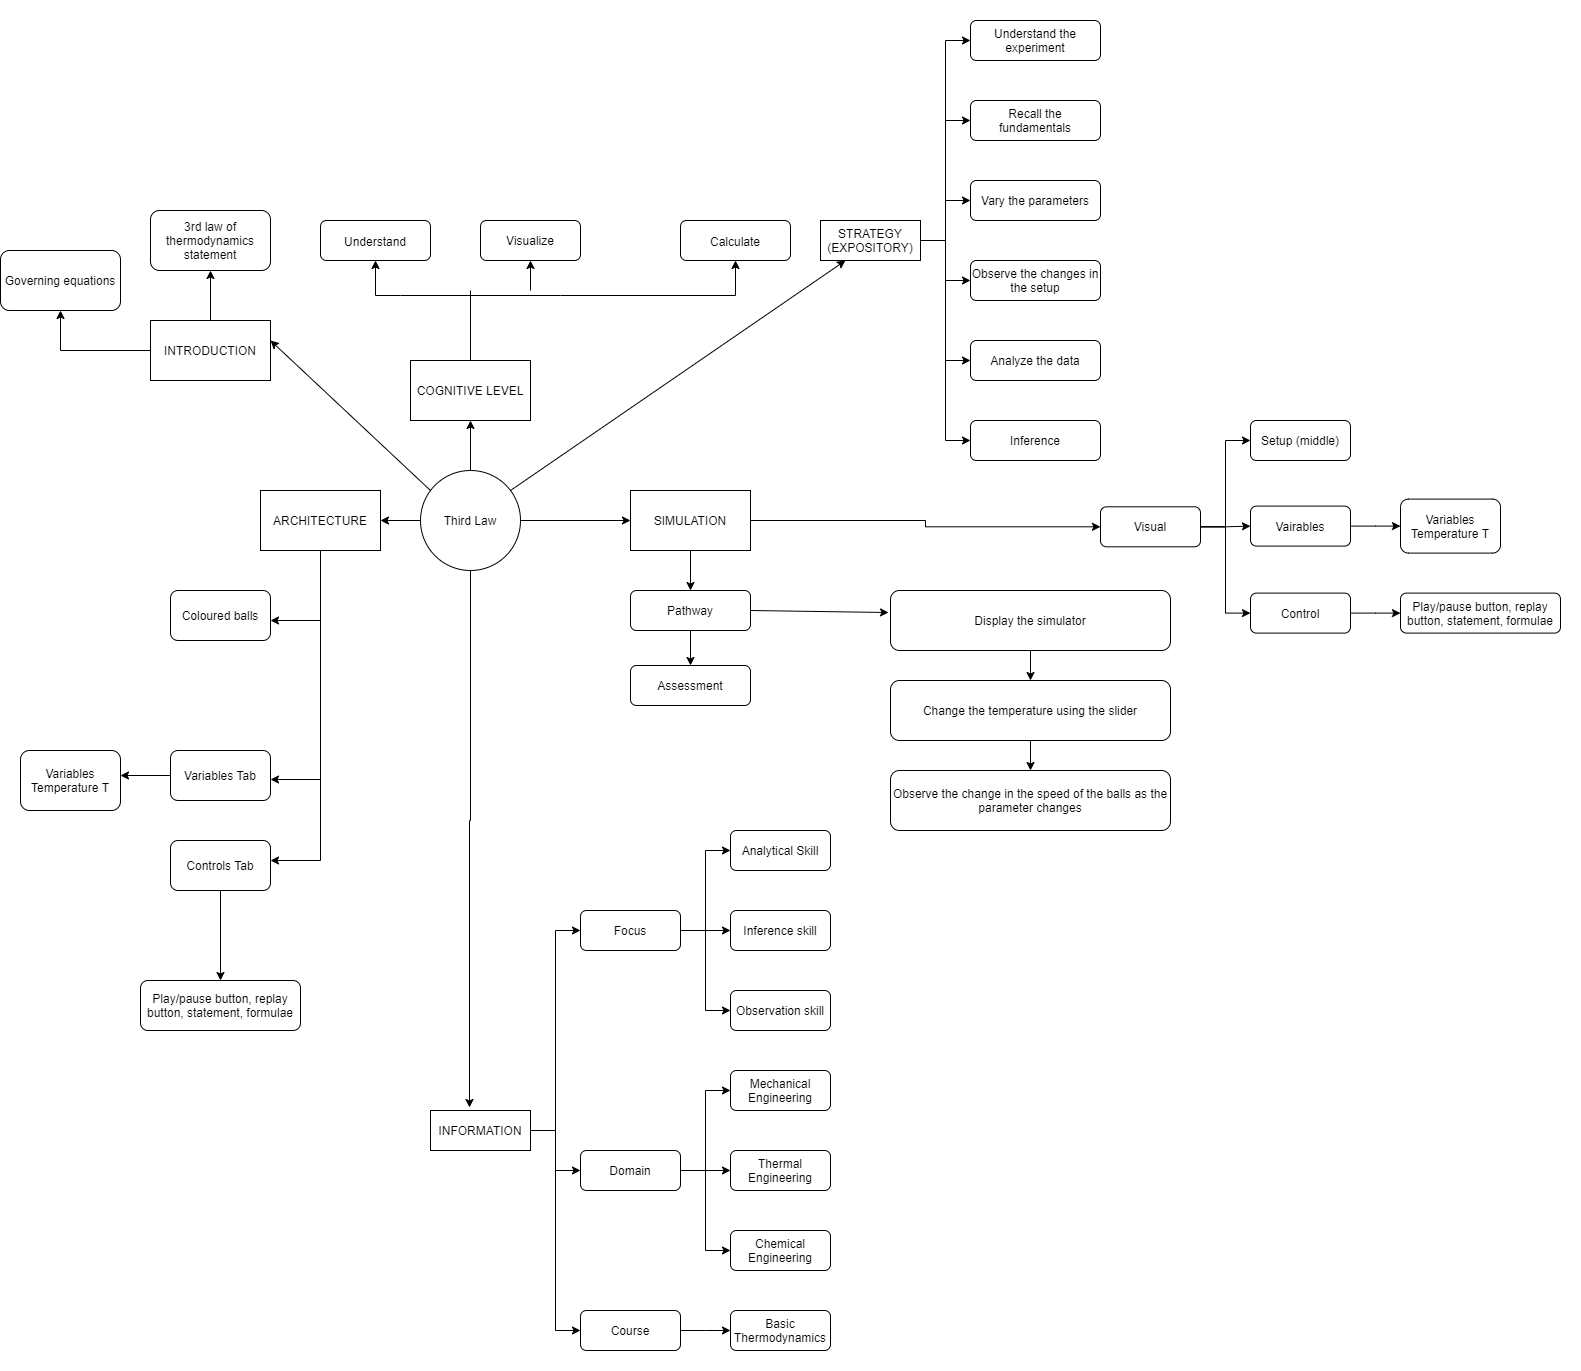 Understand the
experiment
Recall the
fundamentals
Vary the parameters
Observe the changes in
the setup
Analyze the data
Inference
STRATEGY
(EXPOSITORY)
Understand
Visualize
Calculate
3rd law of
thermodynamics
statement
Governing equations
INTRODUCTION
COGNITIVE LEVEL
ARCHITECTURE
Third Law
SIMULATION
Visual
Setup (middle)
Vairables
Variables
Temperature T
Control
Play/pause button, replay
button, statement, formulae
Pathway
Assessment
Display the simulator
Change the temperature using the slider
Observe the change in the speed of the balls as the
parameter changes
Coloured balls
Variables Tab
Variables
Temperature T
Controls Tab
Play/pause button, replay
button, statement, formulae
INFORMATION
Focus
Analytical Skill
Inference skill
Observation skill
Domain
Mechanical
Engineering
Thermal
Engineering
Chemical
Engineering
Course
Basic
Thermodynamics